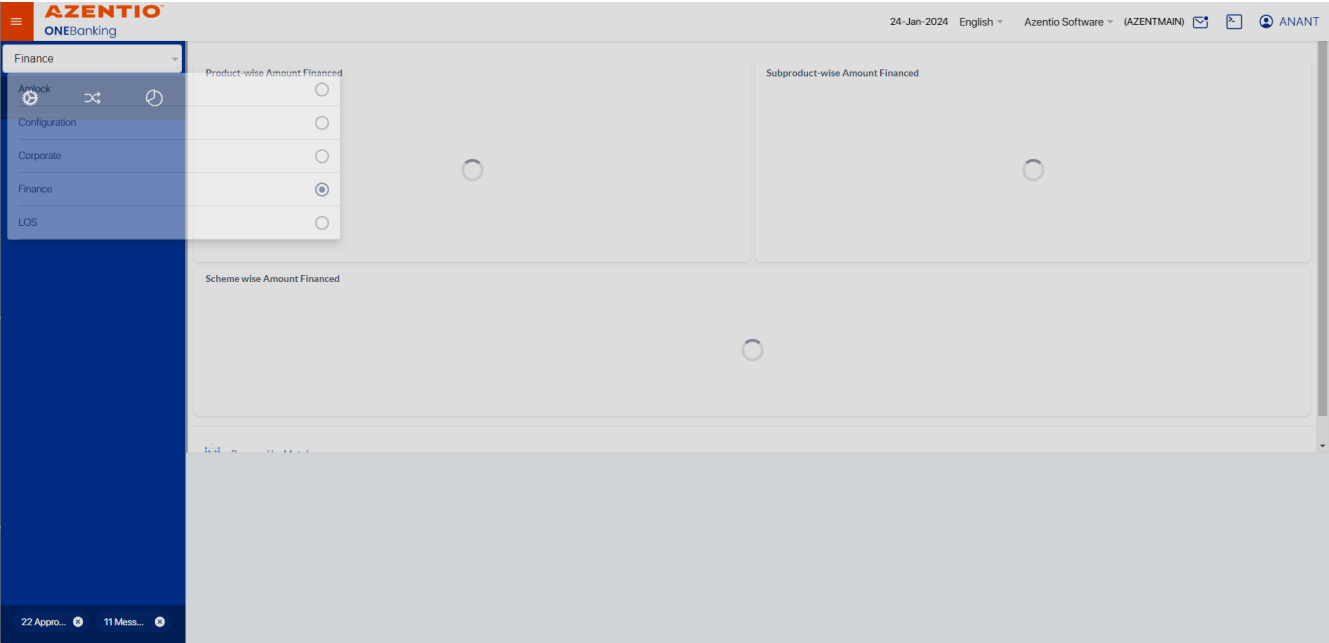 AZENTIO
ONEBanking
24-Jan-2024 English Azentio Software (AZENTMAIN) ANANT
Finance
Amlock
Configuration
Corporate
Finance
LOS
Product-wise Amount Financed
Subproduct-wise Amount Financed
Scheme wise Amount Financed
22 Appro...
11 Mess...